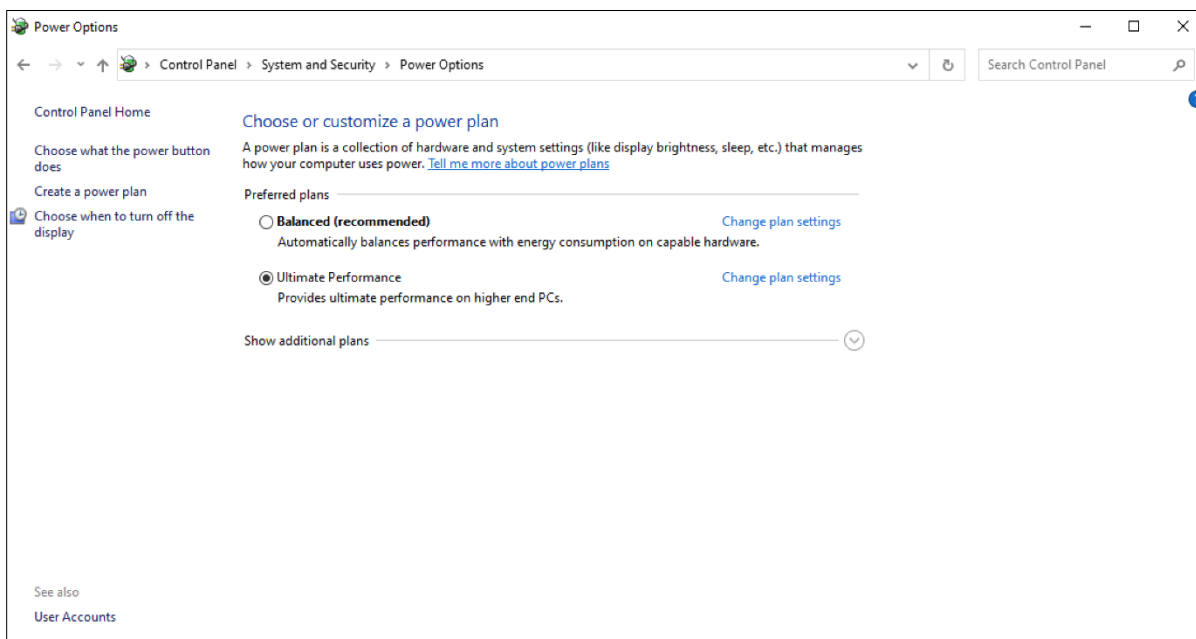 Power Options
Control Panel > System and Security > Power Options
Search Control Panel
Control Panel Home
Choose what the power button
does
Create a power plan
Choose when to turn off the
display
Choose or customize a power plan
A power plan is a collection of hardware and system settings (like display brightness, sleep, etc.) that manages
how your computer uses power. Tell me more about power plans
Preferred plans
Balanced (recommended) Change plan settings
Automatically balances performance with energy consumption on capable hardware.
Ultimate Performance Change plan settings
Provides ultimate performance on higher end PCs.
Show additional plans
See also
User Accounts